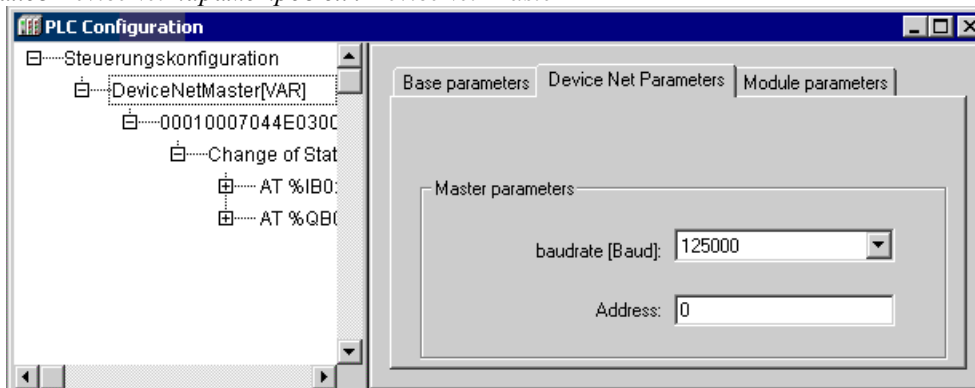 PLC Configuration
Steuerungskonfiguration
DeviceNetMaster[VAR]
00010007044E0300
Change of Stat
AT %IB0:
AT %QB0
Base parameters
Device Net Parameters
Module parameters
Master parameters
baudrate [Baud]:
125000
Address:
0